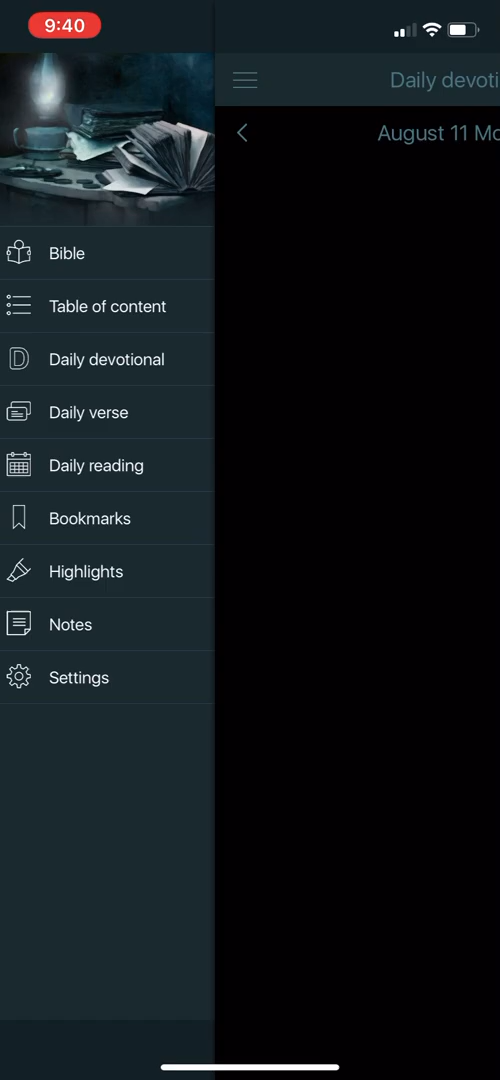 9:40
Daily devoti
August 11 Mo
Bible
Table of content
Daily devotional
Daily verse
Daily reading
Bookmarks
Highlights
Notes
Settings